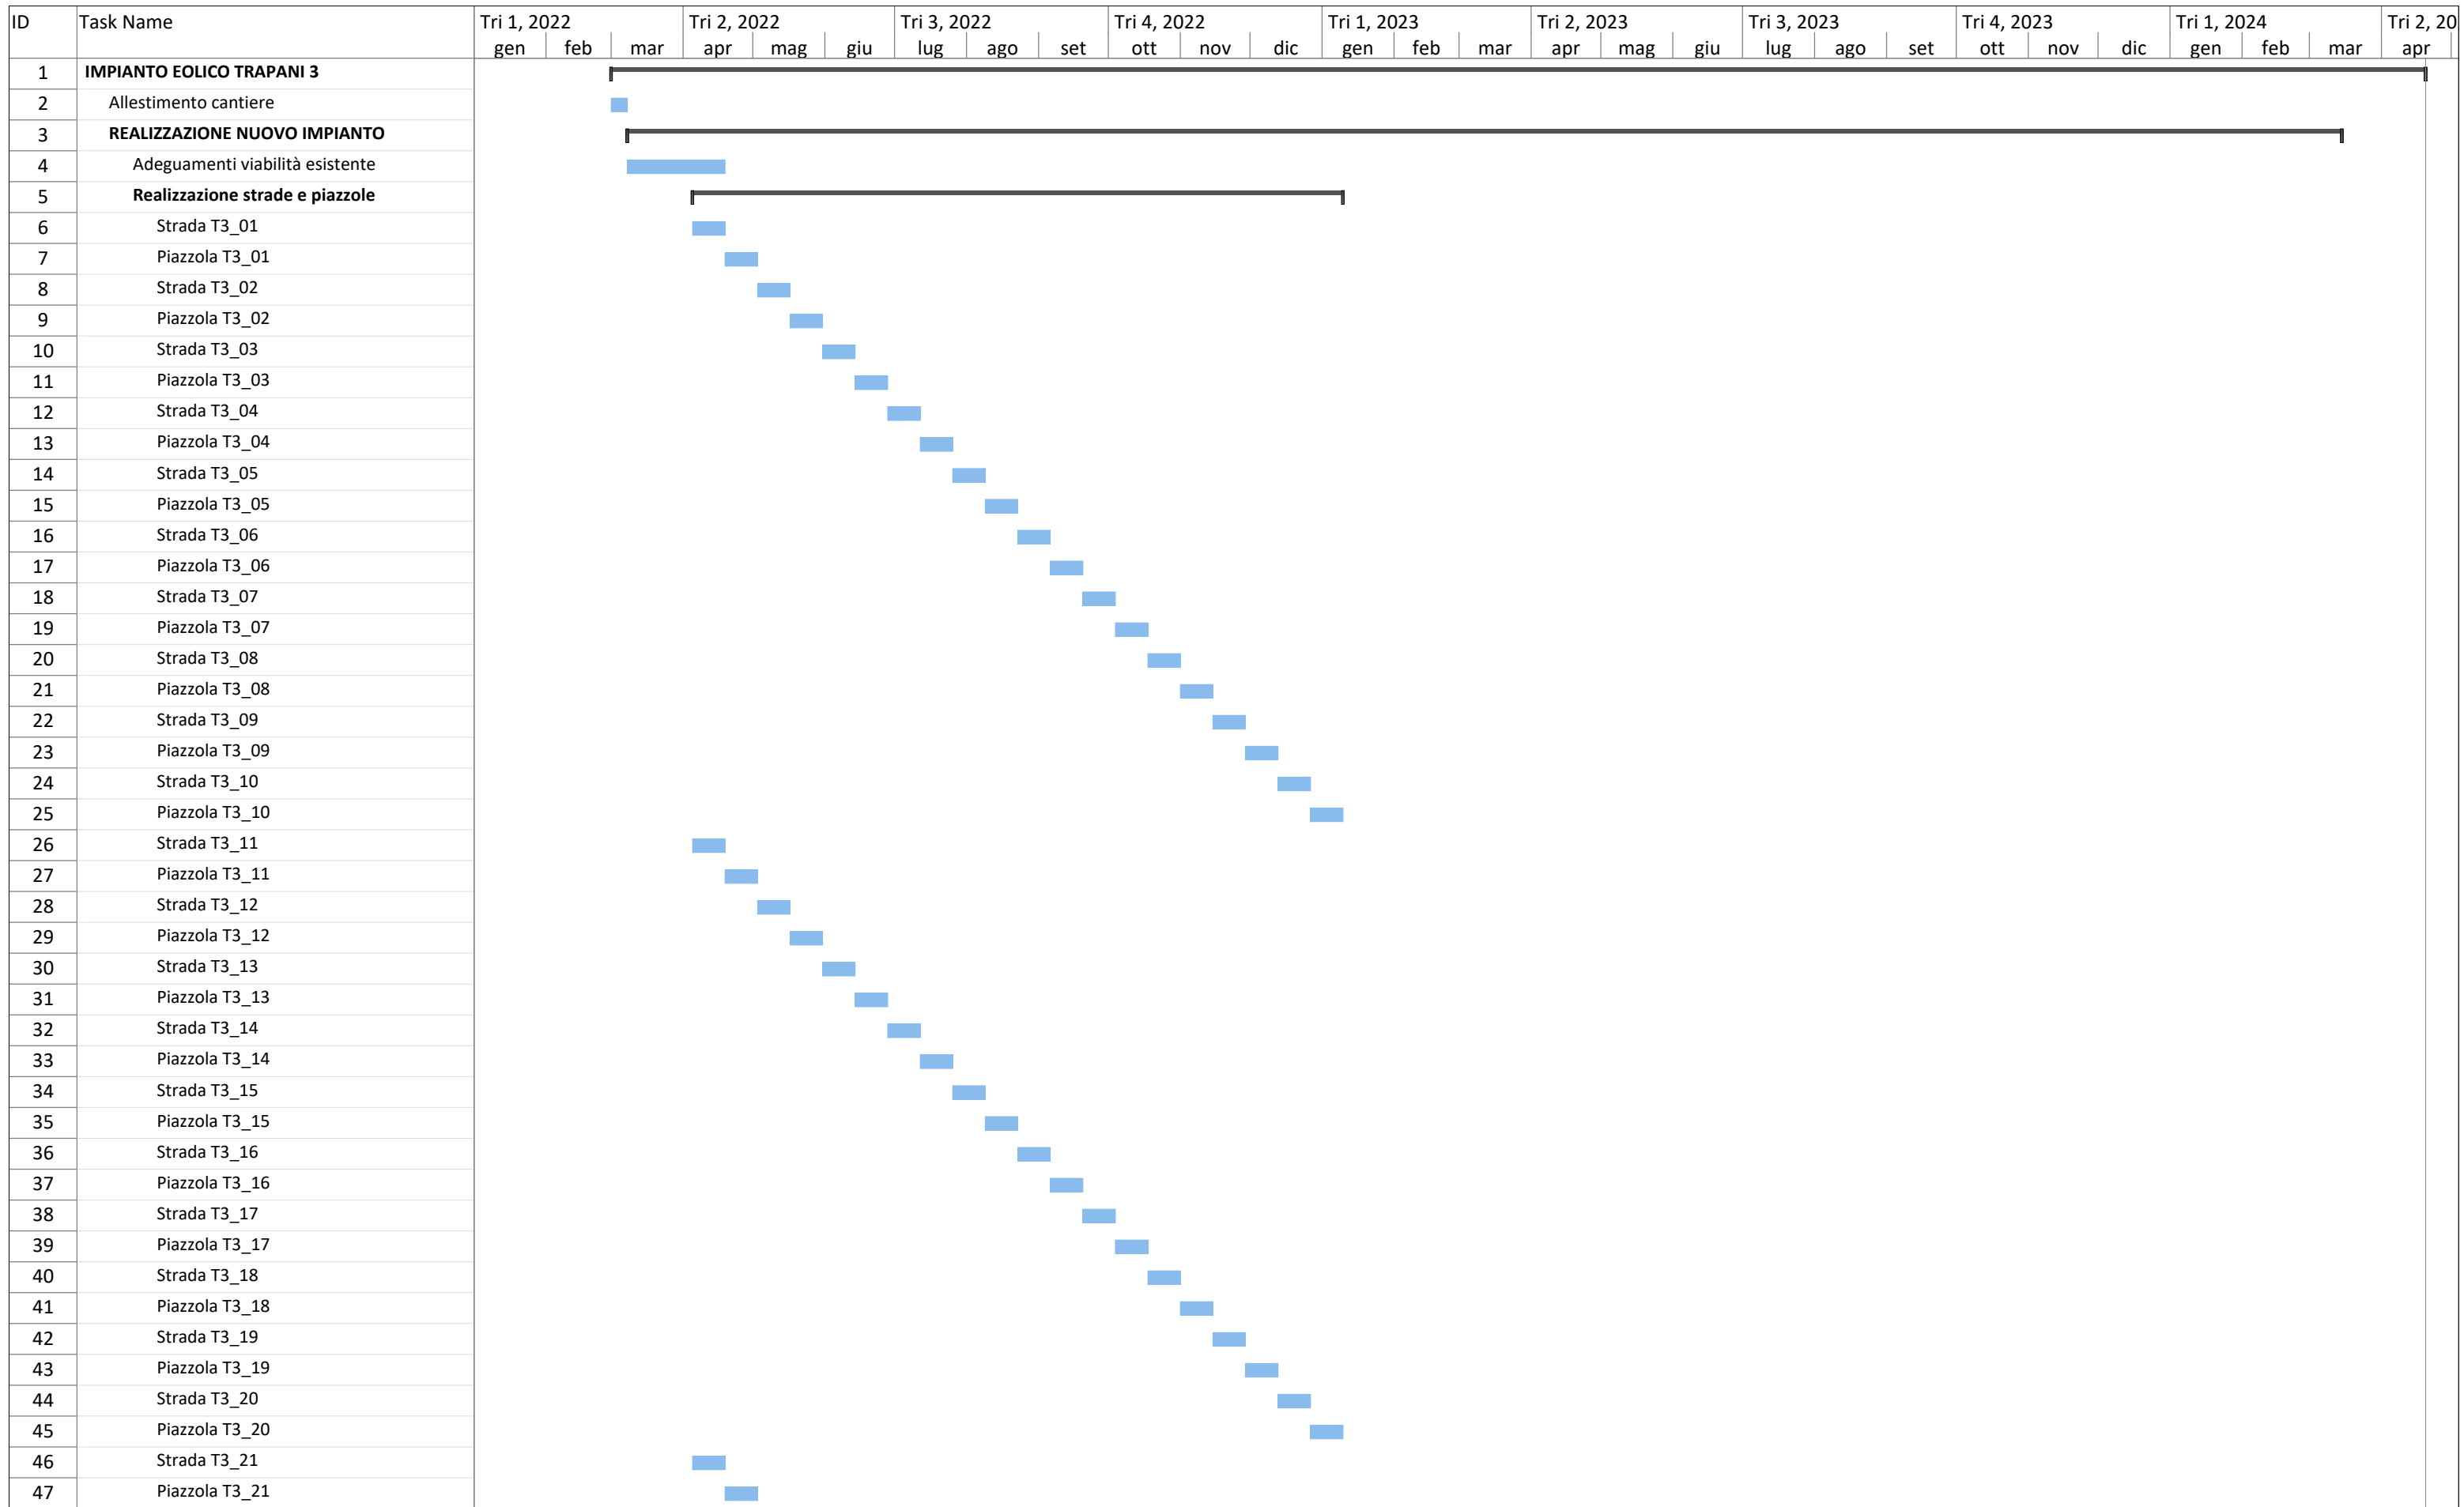 ID Task Name Tri 1, 2022 Tri 2, 2022 Tri 3, 2022 Tri 4, 2022 Tri 1, 2023 Tri 2, 2023 Tri 3, 2023 Tri 4, 2023 Tri 1, 2024 Tri 2, 20
gen feb mar apr mag giu lug ago set ott nov dic gen feb mar apr mag giu lug ago set ott nov dic gen feb mar apr
1 IMPIANTO EOLICO TRAPANI 3
2 Allestimento cantiere
3 REALIZZAZIONE NUOVO IMPIANTO
4 Adeguamenti viabilità esistente
5 Realizzazione strade e piazzole
6 Strada T3_01
7 Piazzola T3_01
8 Strada T3_02
9 Piazzola T3_02
10 Strada T3_03
11 Piazzola T3_03
12 Strada T3_04
13 Piazzola T3_04
14 Strada T3_05
15 Piazzola T3_05
16 Strada T3_06
17 Piazzola T3_06
18 Strada T3_07
19 Piazzola T3_07
20 Strada T3_08
21 Piazzola T3_08
22 Strada T3_09
23 Piazzola T3_09
24 Strada T3_10
25 Piazzola T3_10
26 Strada T3_11
27 Piazzola T3_11
28 Strada T3_12
29 Piazzola T3_12
30 Strada T3_13
31 Piazzola T3_13
32 Strada T3_14
33 Piazzola T3_14
34 Strada T3_15
35 Piazzola T3_15
36 Strada T3_16
37 Piazzola T3_16
38 Strada T3_17
39 Piazzola T3_17
40 Strada T3_18
41 Piazzola T3_18
42 Strada T3_19
43 Piazzola T3_19
44 Strada T3_20
45 Piazzola T3_20
46 Strada T3_21
47 Piazzola T3_21